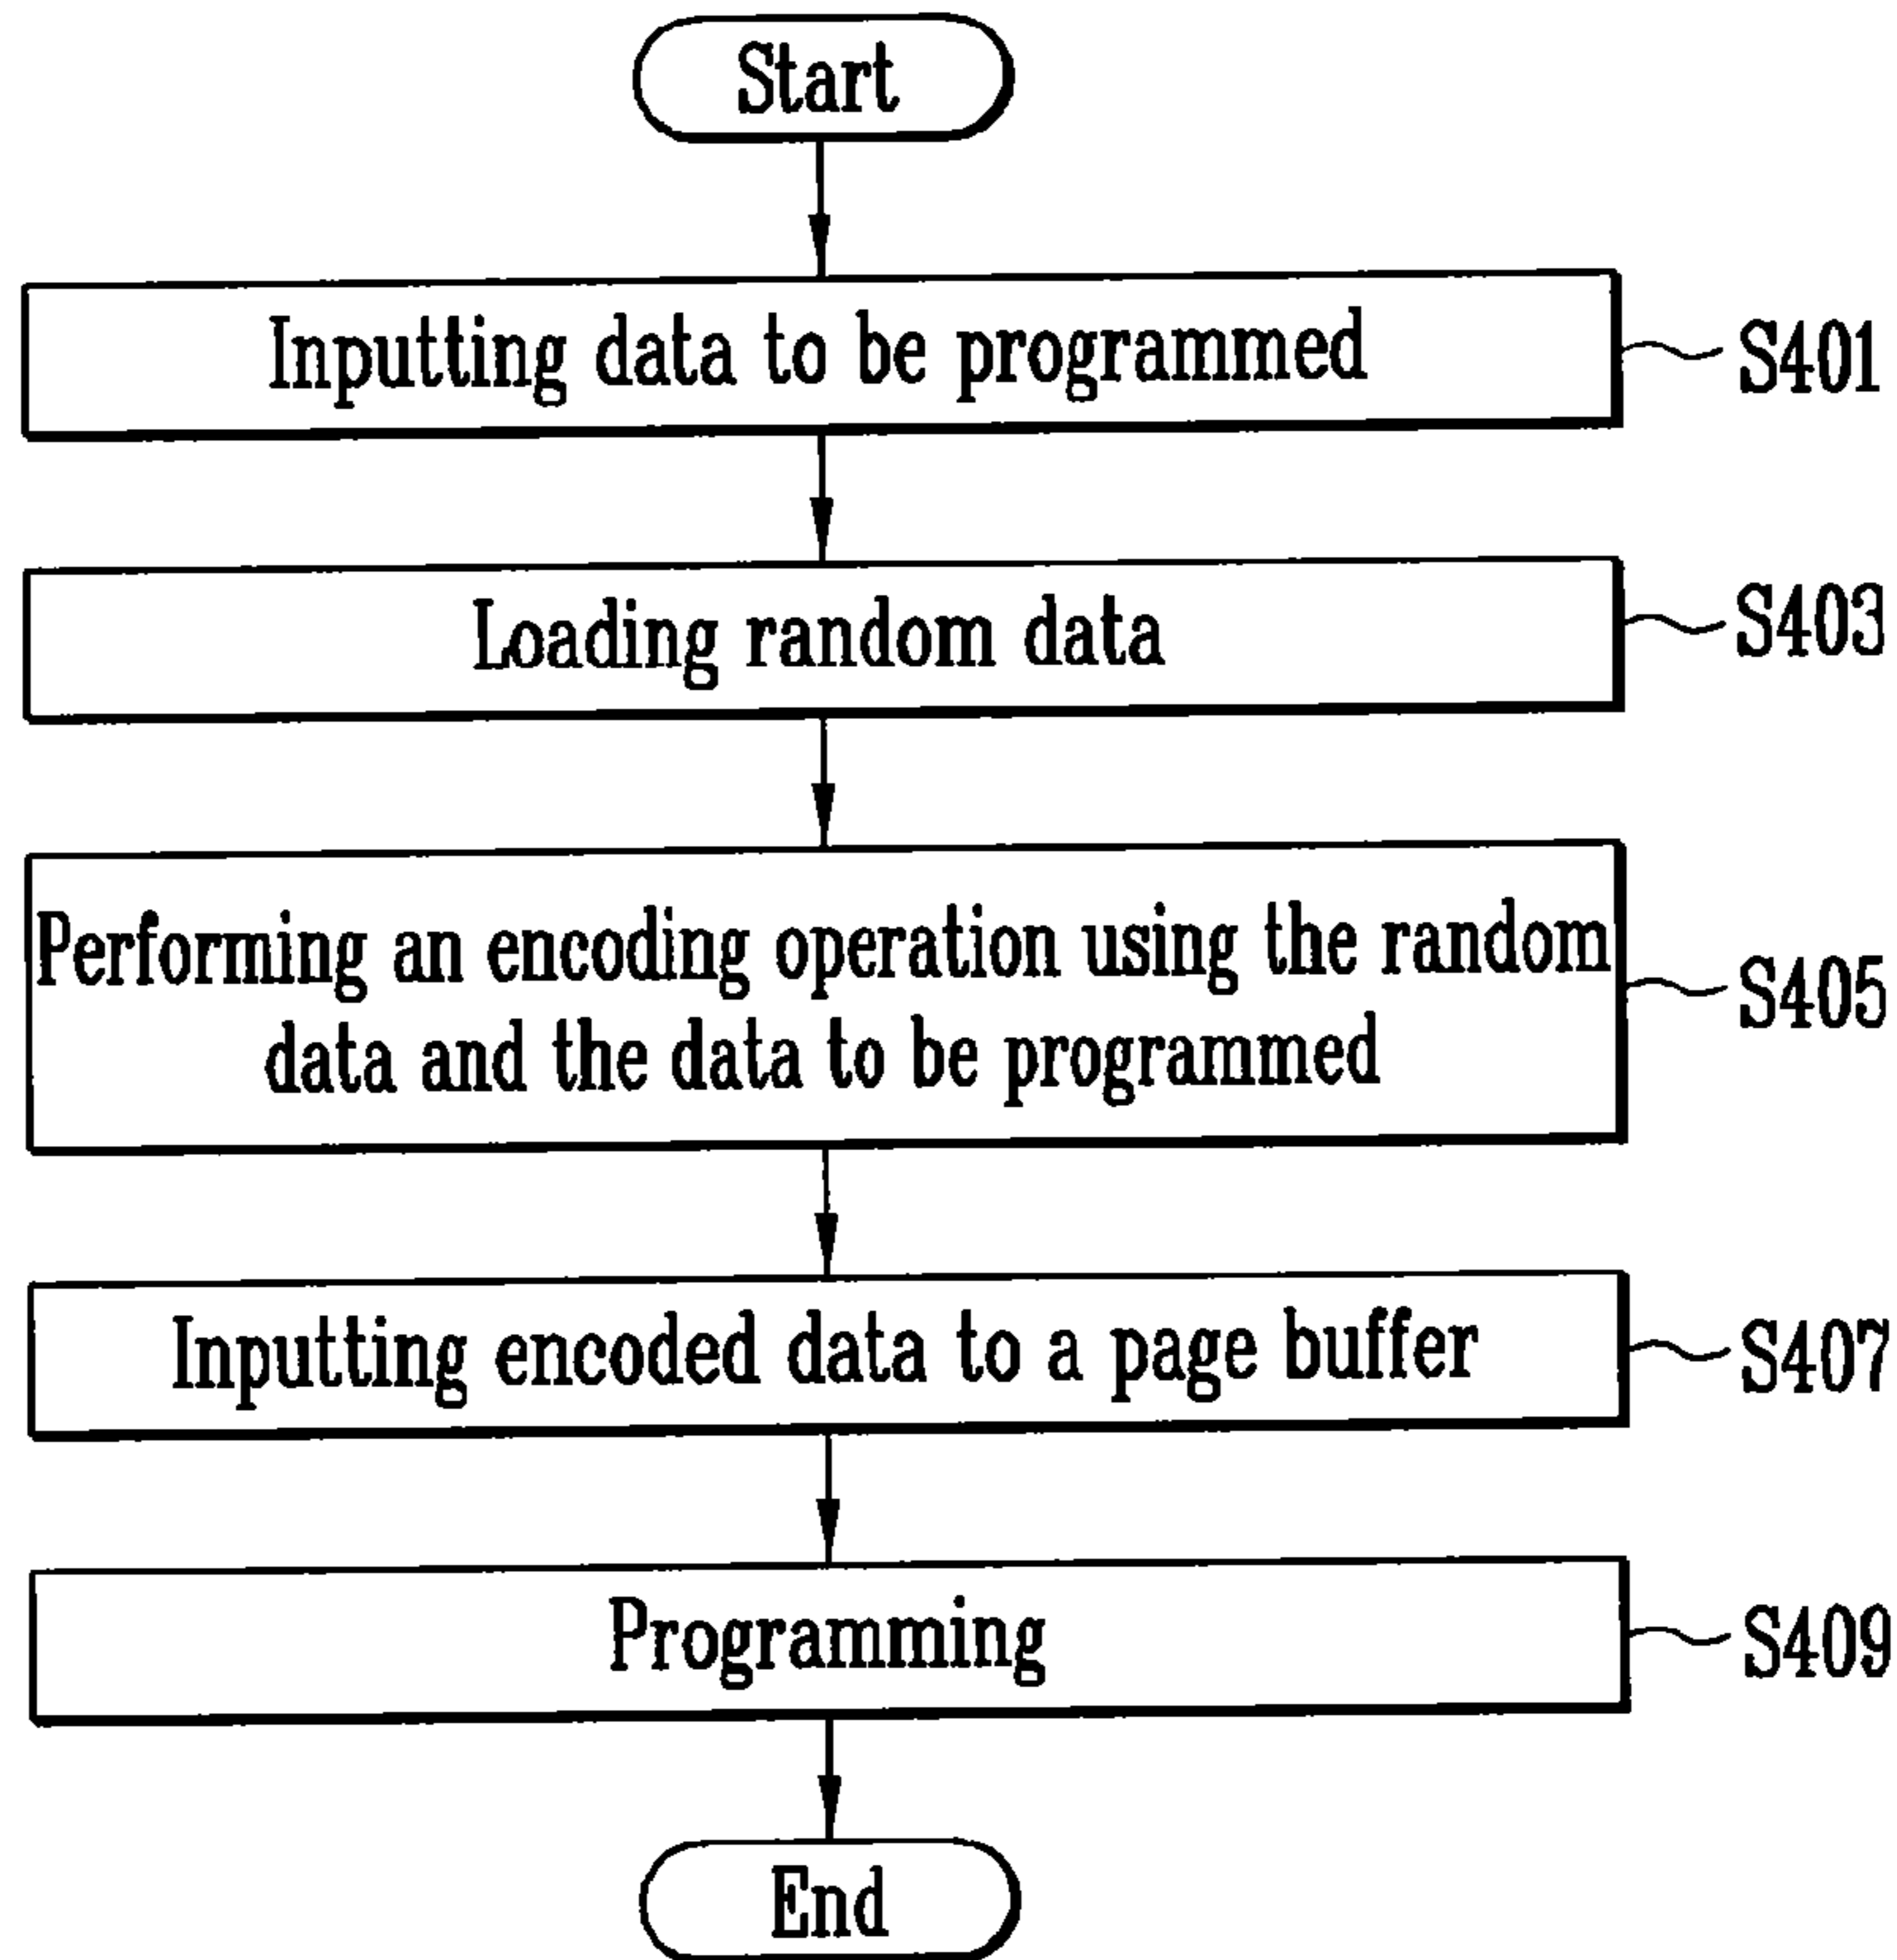 Start
Inputting data to be programmed
S401
Loading random data
S403
Performing an encoding operation using the random
data and the data to be programmed
S405
Inputting encoded data to a page buffer
S407
Programming
S409
End